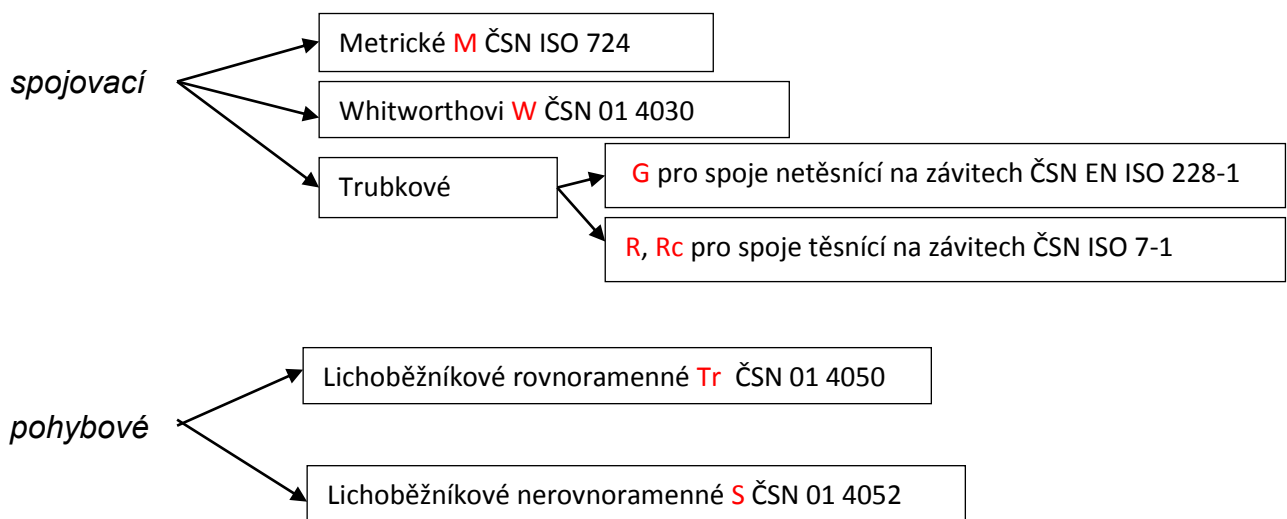 spojovací
Metrické M ČSN ISO 724
Whitworthovi W ČSN 01 4030
Trubkové
G pro spoje netěsnící na závitech ČSN EN ISO 228-1
R, Rc pro spoje těsnící na závitech ČSN ISO 7-1
pohybové
Lichoběžníkové rovnoramenné Tr ČSN 01 4050
Lichoběžníkové nerovnoramenné S ČSN 01 4052